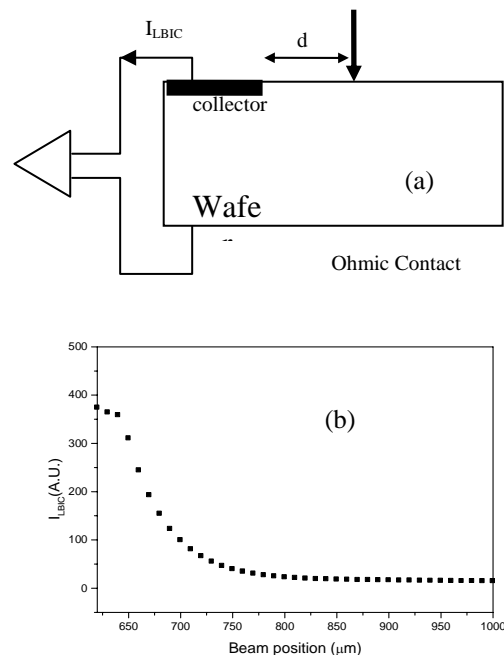 I_LBIC
d
collector
(a)
Wafe
r
Ohmic Contact
(b)
500
400
300
200
100
0
I_LBIC(A.U.)
650 700 750 800 850 900 950 1000
Beam position (μm)